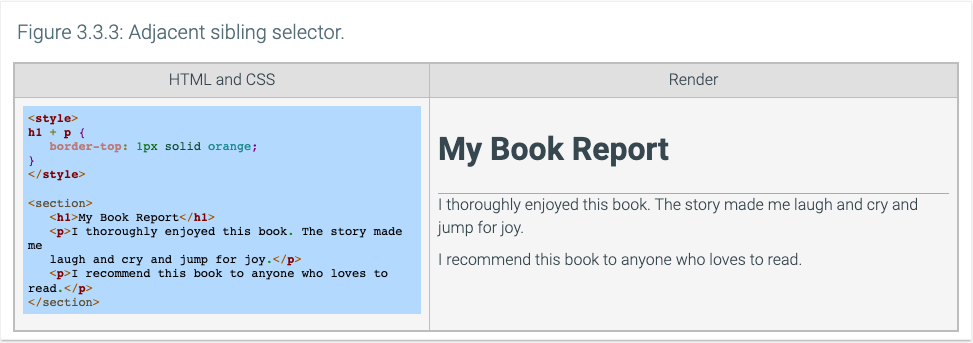 Figure 3.3.3: Adjacent sibling selector.
HTML and CSS
Render
<style>
h1 + p {
   border-top: 1px solid orange;
}
</style>
<section>
   <h1>My Book Report</h1>
   <p>I thoroughly enjoyed this book. The story made
me
   laugh and cry and jump for joy.</p>
   <p>I recommend this book to anyone who loves to
read.</p>
</section>
My Book Report
I thoroughly enjoyed this book. The story made me laugh and cry and
jump for joy.
I recommend this book to anyone who loves to read.